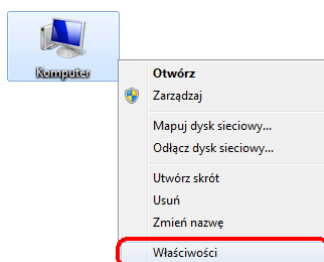 Komputer
Otwórz
Zarządzaj
Mapuj dysk sieciowy...
Odłącz dysk sieciowy...
Utwórz skrót
Usuń
Zmień nazwę
Właściwości